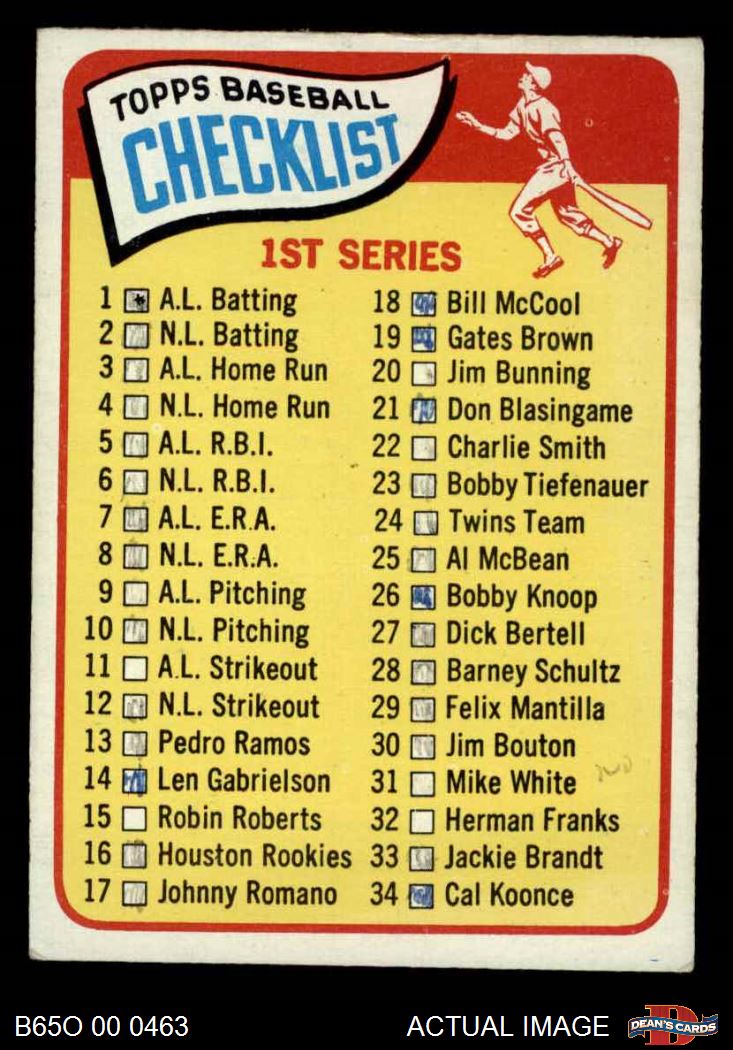 TOPPS BASEBALL
CHECKLIST
1ST SERIES
1 A.L. Batting
2 N.L. Batting
3 A.L. Home Run
4 N.L. Home Run
5 A.L. R.B.I.
6 N.L. R.B.I.
7 A.L. E.R.A.
8 N.L. E.R.A.
9 A.L. Pitching
10 N.L. Pitching
11 A.L. Strikeout
12 N.L. Strikeout
13 Pedro Ramos
14 Len Gabrielson
15 Robin Roberts
16 Houston Rookies
17 Johnny Romano
18 Bill McCool
19 Gates Brown
20 Jim Bunning
21 Don Blasingame
22 Charlie Smith
23 Bobby Tiefenauer
24 Twins Team
25 Al McBean
26 Bobby Knoop
27 Dick Bertell
28 Barney Schultz
29 Felix Mantilla
30 Jim Bouton
31 Mike White
32 Herman Franks
33 Jackie Brandt
34 Cal Koonce
B65O 00 0463
ACTUAL IMAGE
D
DEAN'S CARDS